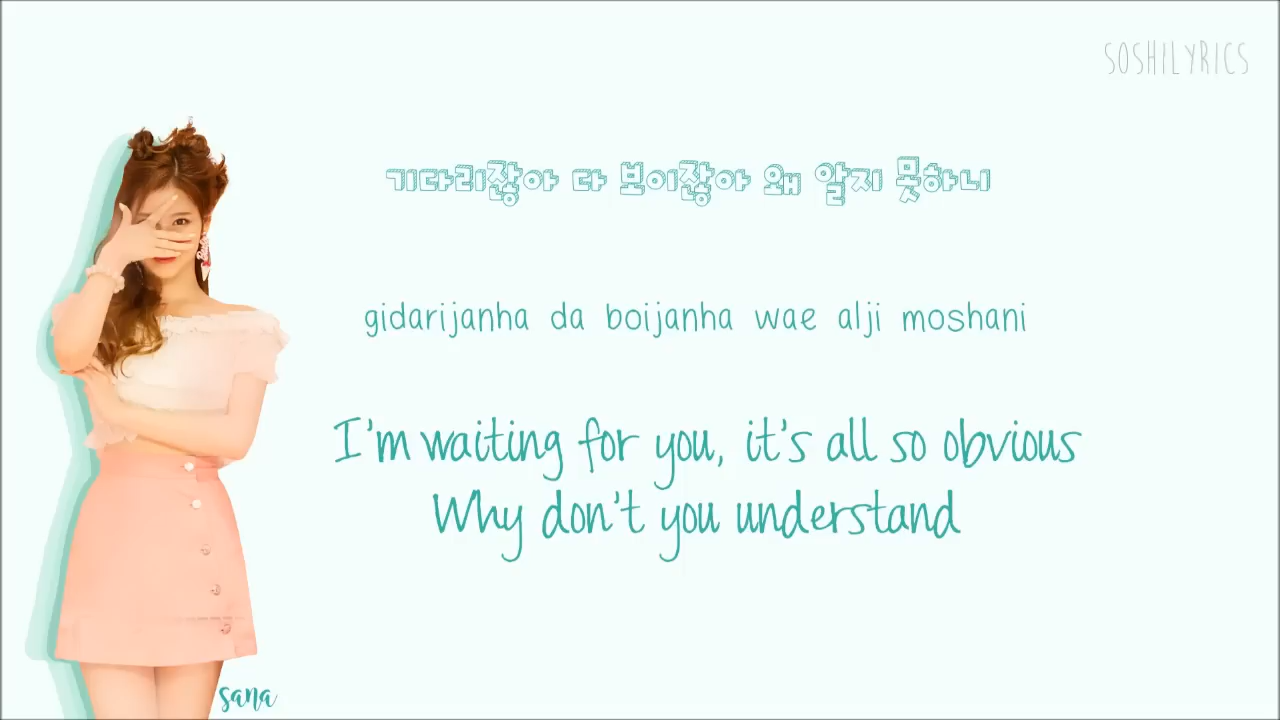 SOSHILYRICS
기다리잖아 다 보이잖아 왜 알지 못하니
gidarijanha da boijanha wae alji moshani
I'm waiting for you, it's all so obvious
Why don't you understand
sana